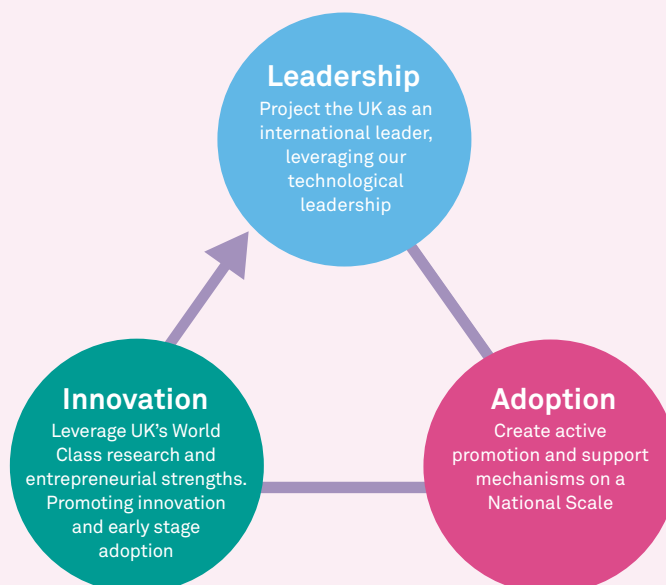 Leadership
Project the UK as an
international leader,
leveraging our
technological
leadership
Innovation
Leverage UK’s World
Class research and
entrepreneurial strengths.
Promoting innovation
and early stage
adoption
Adoption
Create active
promotion and support
mechanisms on a
National Scale